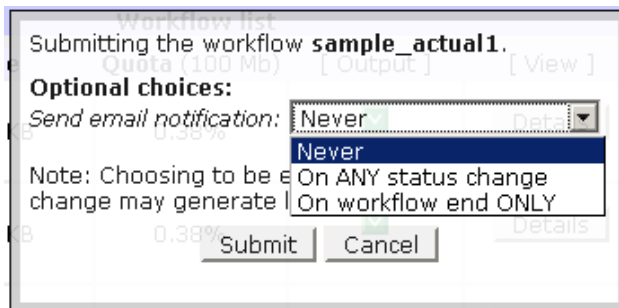 Workflow list
Submitting the workflow sample_actual1.
Quota (100 Mb) [ Output ] [ View ]
Optional choices:
Send email notification: Never
KB 0.38% Details
Never
Note: Choosing to be e
On ANY status change
change may generate l
On workflow end ONLY
KB 0.38% Details
Submit Cancel